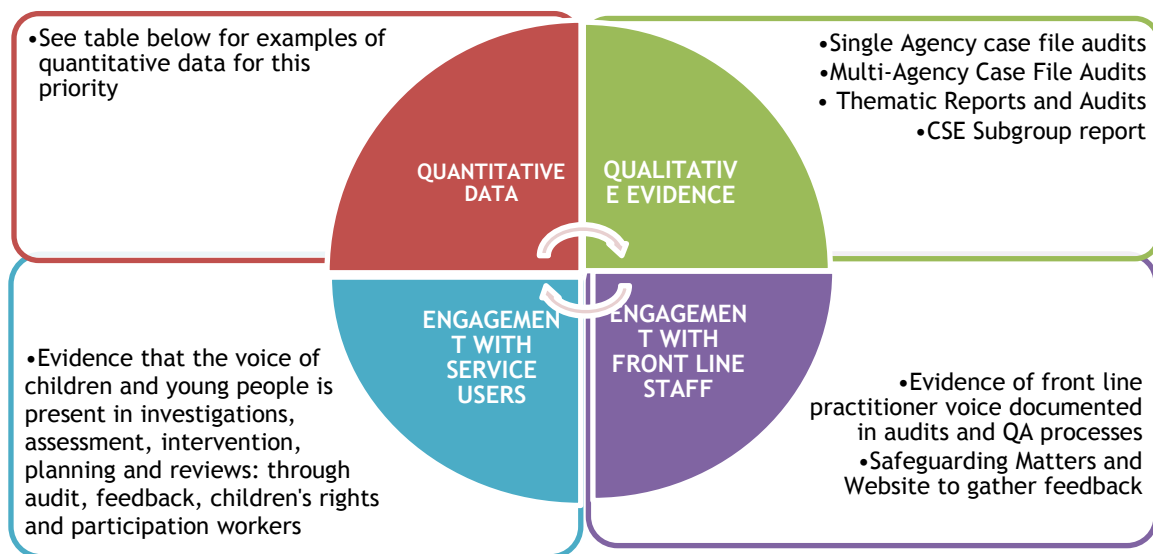 •See table below for examples of
quantitative data for this
priority
•Single Agency case file audits
•Multi-Agency Case File Audits
• Thematic Reports and Audits
•CSE Subgroup report
QUANTITATIVE
DATA
QUALITATIV
E EVIDENCE
ENGAGEMEN
T WITH
SERVICE
USERS
ENGAGEMEN
T WITH
FRONT LINE
STAFF
•Evidence that the voice of
children and young people is
present in investigations,
assessment, intervention,
planning and reviews: through
audit, feedback, children's rights
and participation workers
•Evidence of front line
practitioner voice documented
in audits and QA processes
•Safeguarding Matters and
Website to gather feedback